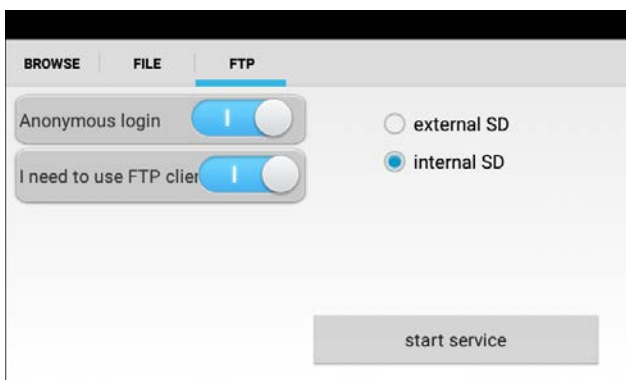 BROWSE FILE FTP
Anonymous login
external SD
I need to use FTP clier
internal SD
start service